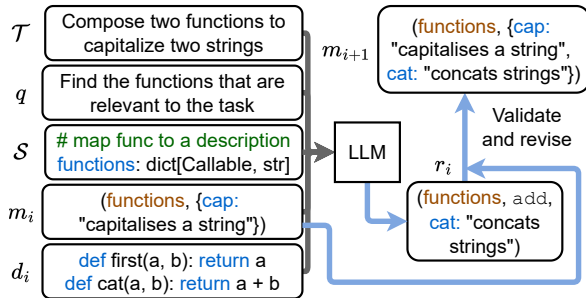 𝒯
Compose two functions to
capitalize two strings
q
Find the functions that are
relevant to the task
𝒮
# map func to a description
functions: dict[Callable, str]
m_i
(functions, {cap:
"capitalises a string"})
d_i
def first(a, b): return a
def cat(a, b): return a + b
LLM
m_{i+1}
(functions, {cap:
"capitalises a string",
cat: "concats strings"})
Validate
and revise
r_i
(functions, add,
cat: "concats
strings")